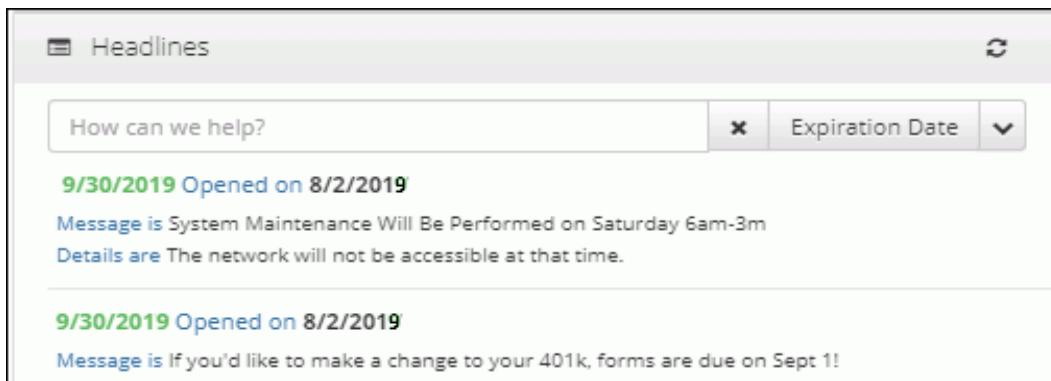 Headlines
How can we help?
Expiration Date
9/30/2019 Opened on 8/2/2019
Message is System Maintenance Will Be Performed on Saturday 6am-3m
Details are The network will not be accessible at that time.
9/30/2019 Opened on 8/2/2019
Message is If you'd like to make a change to your 401k, forms are due on Sept 1!